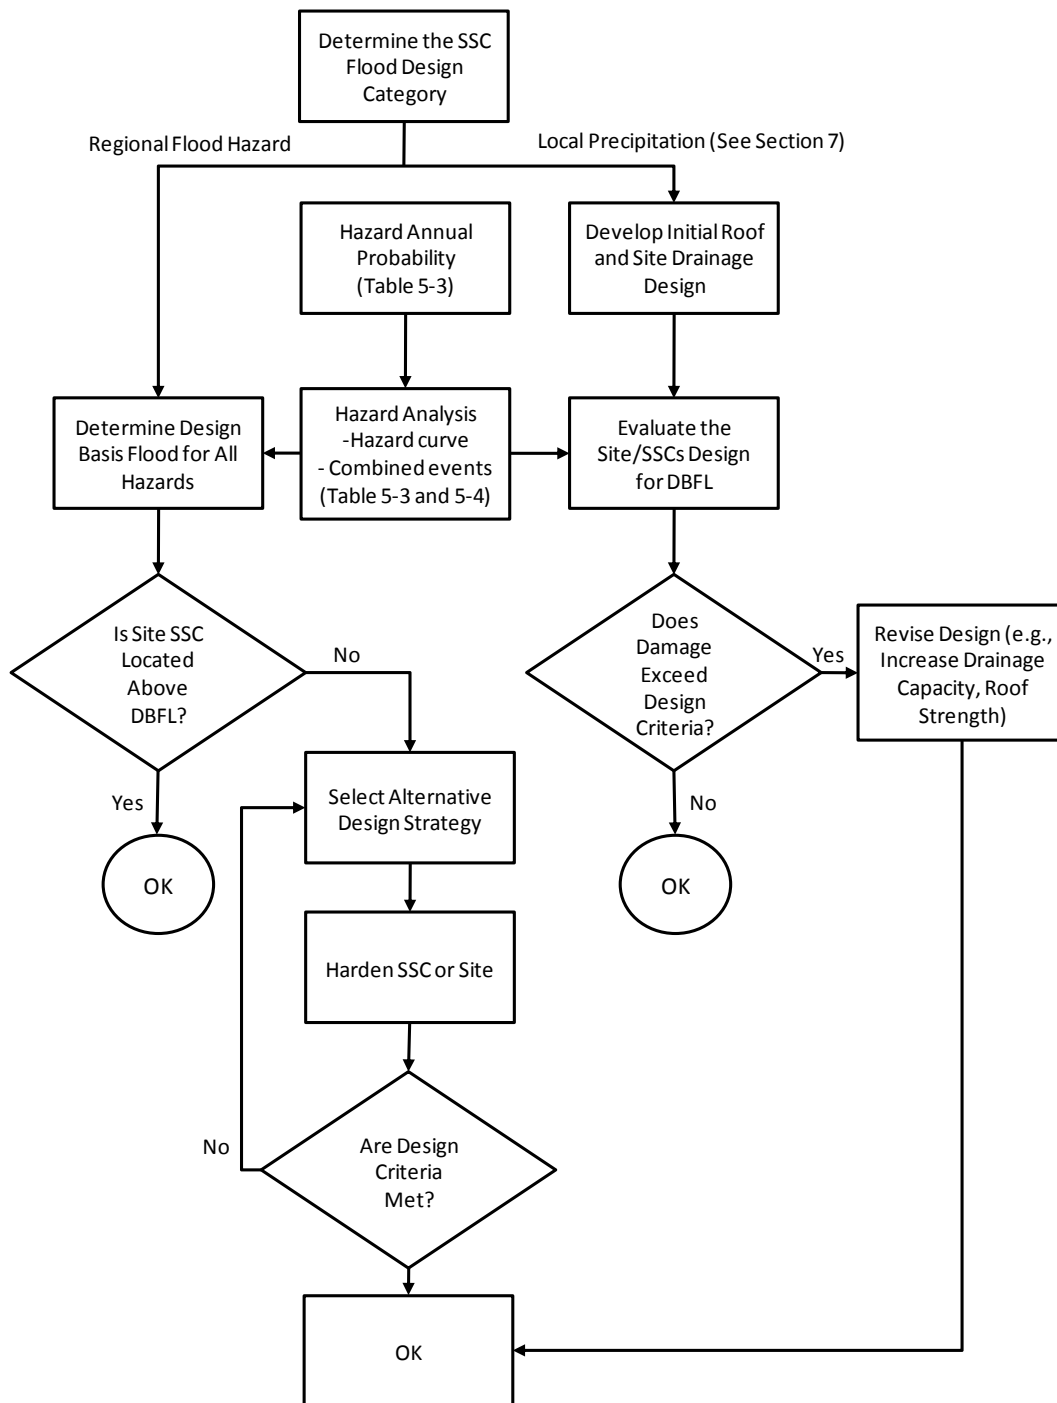 Determine the SSC
Flood Design
Category
Regional Flood Hazard
Local Precipitation (See Section 7)
Hazard Annual
Probability
(Table 5-3)
Develop Initial Roof
and Site Drainage
Design
Determine Design
Basis Flood for All
Hazards
Hazard Analysis
-Hazard curve
- Combined events
(Table 5-3 and 5-4)
Evaluate the
Site/SSCs Design
for DBFL
Is Site SSC
Located
Above
DBFL?
No
Does
Damage
Exceed
Design
Criteria?
Yes
Revise Design (e.g.,
Increase Drainage
Capacity, Roof
Strength)
Yes
OK
Select Alternative
Design Strategy
No
OK
Harden SSC or Site
No
Are Design
Criteria
Met?
OK